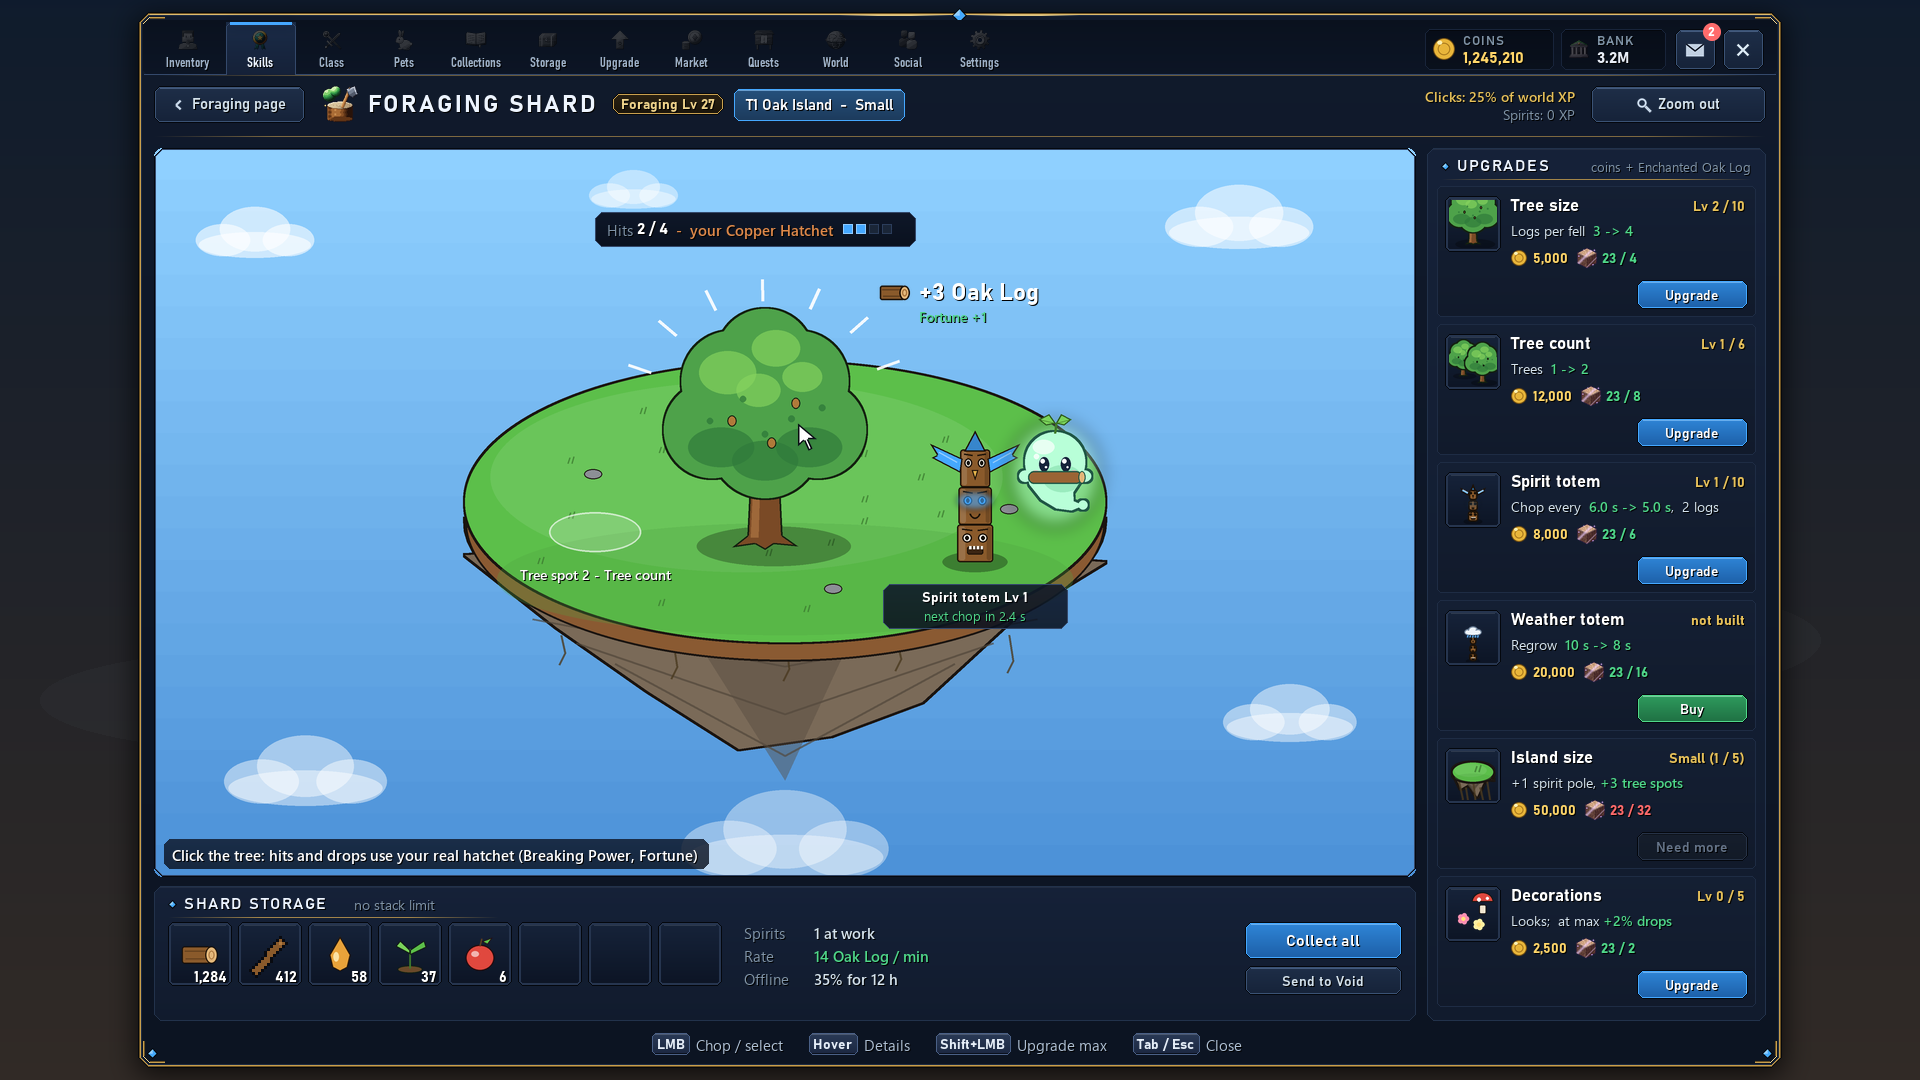 Inventory
Skills
Class
Pets
Collections
Storage
Upgrade
Market
Quests
World
Social
Settings
COINS
1,245,210
BANK
3.2M
2
Foraging page
FORAGING SHARD
Foraging Lv 27
T1 Oak Island - Small
Clicks: 25% of world XP
Spirits: 0 XP
Zoom out
Hits 2 / 4 - your Copper Hatchet
+3 Oak Log
Fortune +1
Tree spot 2 - Tree count
Spirit totem Lv 1
next chop in 2.4 s
Click the tree: hits and drops use your real hatchet (Breaking Power, Fortune)
UPGRADES
coins + Enchanted Oak Log
Tree size
Lv 2 / 10
Logs per fell 3 -> 4
5,000 23 / 4
Upgrade
Tree count
Lv 1 / 6
Trees 1 -> 2
12,000 23 / 8
Upgrade
Spirit totem
Lv 1 / 10
Chop every 6.0 s -> 5.0 s, 2 logs
8,000 23 / 6
Upgrade
Weather totem
not built
Regrow 10 s -> 8 s
20,000 23 / 16
Buy
Island size
Small (1 / 5)
+1 spirit pole, +3 tree spots
50,000 23 / 32
Need more
Decorations
Lv 0 / 5
Looks; at max +2% drops
2,500 23 / 2
Upgrade
SHARD STORAGE
no stack limit
1,284
412
58
37
6
Spirits 1 at work
Rate 14 Oak Log / min
Offline 35% for 12 h
Collect all
Send to Void
LMB Chop / select
Hover Details
Shift+LMB Upgrade max
Tab / Esc Close